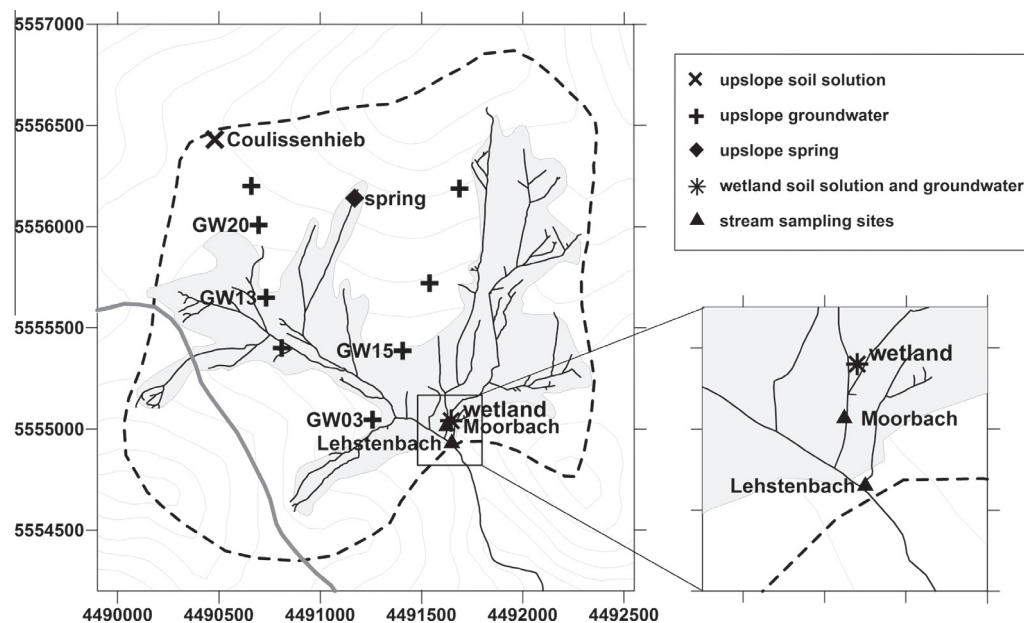 5557000
5556500
5556000
5555500
5555000
5554500
4490000 4490500 4491000 4491500 4492000 4492500
Coulissenhieb
GW20
spring
GW13
GW15
GW03
wetland
Moorbach
Lehstenbach
upslope soil solution
upslope groundwater
upslope spring
wetland soil solution and groundwater
stream sampling sites
wetland
Moorbach
Lehstenbach